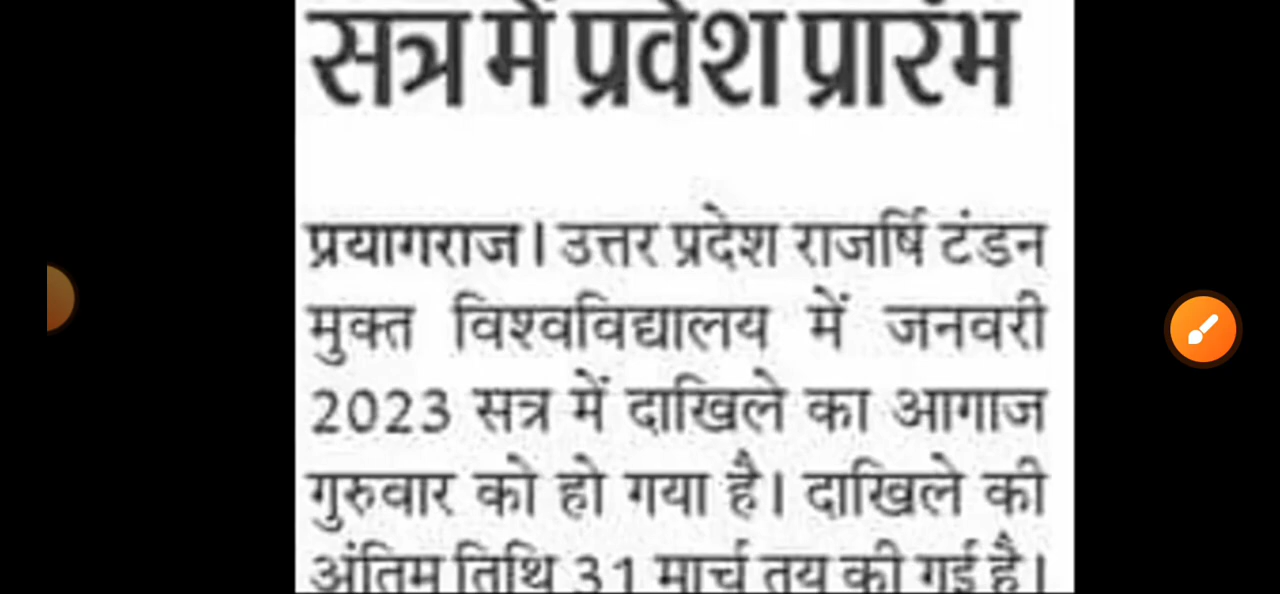 सत्र में प्रवेश प्रारंभ
प्रयागराज। उत्तर प्रदेश राजर्षि टंडन
मुक्त विश्वविद्यालय में जनवरी
2023 सत्र में दाखिले का आगाज
गुरुवार को हो गया है। दाखिले की
अंतिम तिथि 31 मार्च तय की गई है।